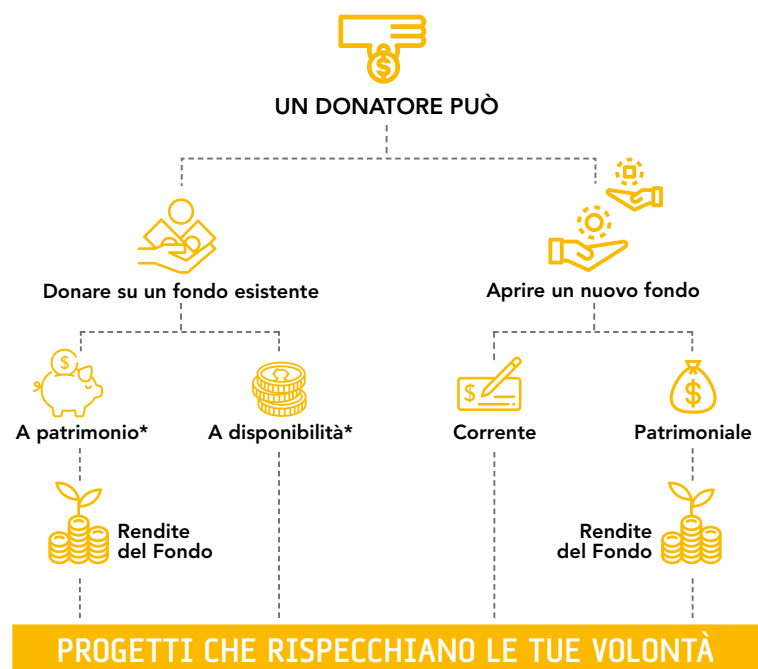 $
UN DONATORE PUÒ
Donare su un fondo esistente
Aprire un nuovo fondo
$
$
$
A patrimonio*
A disponibilità*
Corrente
Patrimoniale
Rendite
del Fondo
Rendite
del Fondo
PROGETTI CHE RISPECCHIANO LE TUE VOLONTÀ